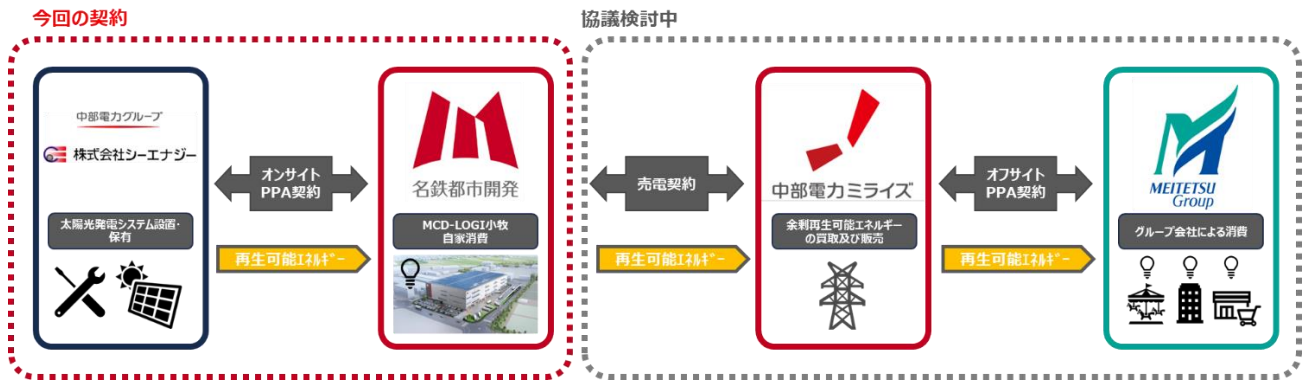 今回の契約
協議検討中
中部電力グループ
株式会社シーエナジー
太陽光発電システム設置・
保有
オンサイト
PPA契約
再生可能ｴﾈﾙｷﾞｰ
名鉄都市開発
MCD-LOGI小牧
自家消費
売電契約
再生可能ｴﾈﾙｷﾞｰ
中部電力ミライズ
余剰再生可能エネルギー
の買取及び販売
オフサイト
PPA契約
再生可能ｴﾈﾙｷﾞｰ
MEITETSU
Group
グループ会社による消費